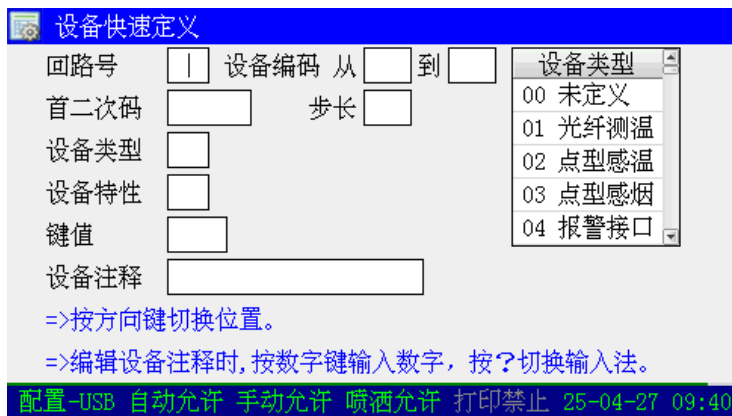 设备快速定义
回路号 设备编码 从 到
首二次码 步长
设备类型
设备特性
键值
设备注释
设备类型
00 未定义
01 光纤测温
02 点型感温
03 点型感烟
04 报警接口
=>按方向键切换位置。
=>编辑设备注释时,按数字键输入数字，按?切换输入法。
配置-USB 自动允许 手动允许 喷洒允许 打印禁止 25-04-27 09:40